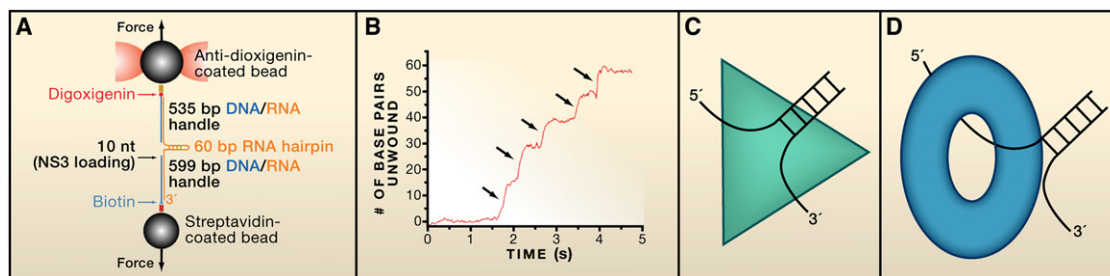 A
Force
Anti-dioxigenin-
coated bead
Digoxigenin
535 bp DNA/RNA
handle
10 nt
(NS3 loading)
60 bp RNA hairpin
599 bp DNA/RNA
handle
Biotin
3´
Streptavidin-
coated bead
Force
B
# OF BASE PAIRS
UNWOUND
60
50
40
30
20
10
0
0
1
2
3
4
5
TIME (s)
C
5´
3´
D
5´
3´